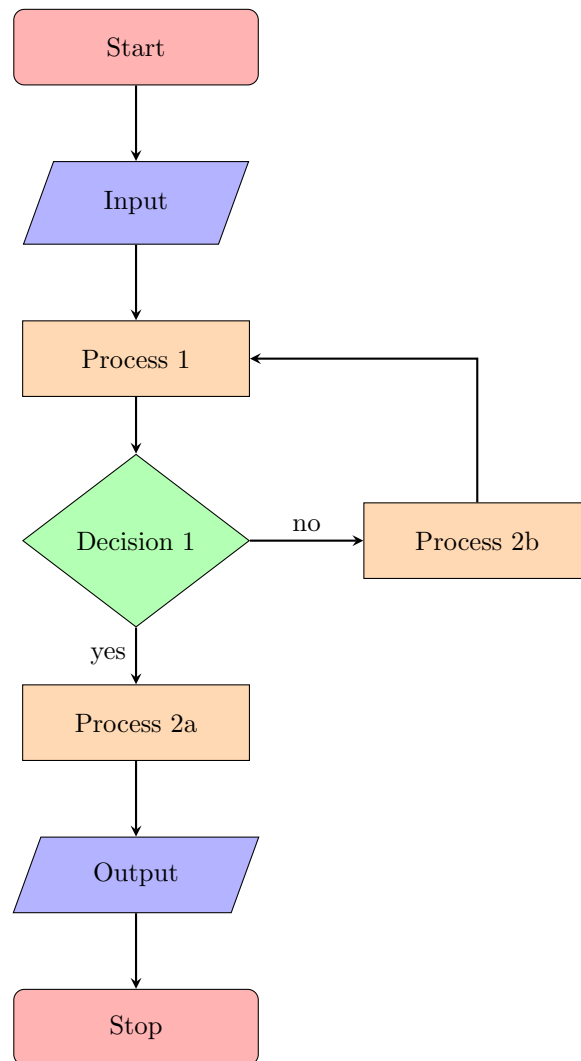 Start
Input
Process 1
Decision 1
no
Process 2b
yes
Process 2a
Output
Stop